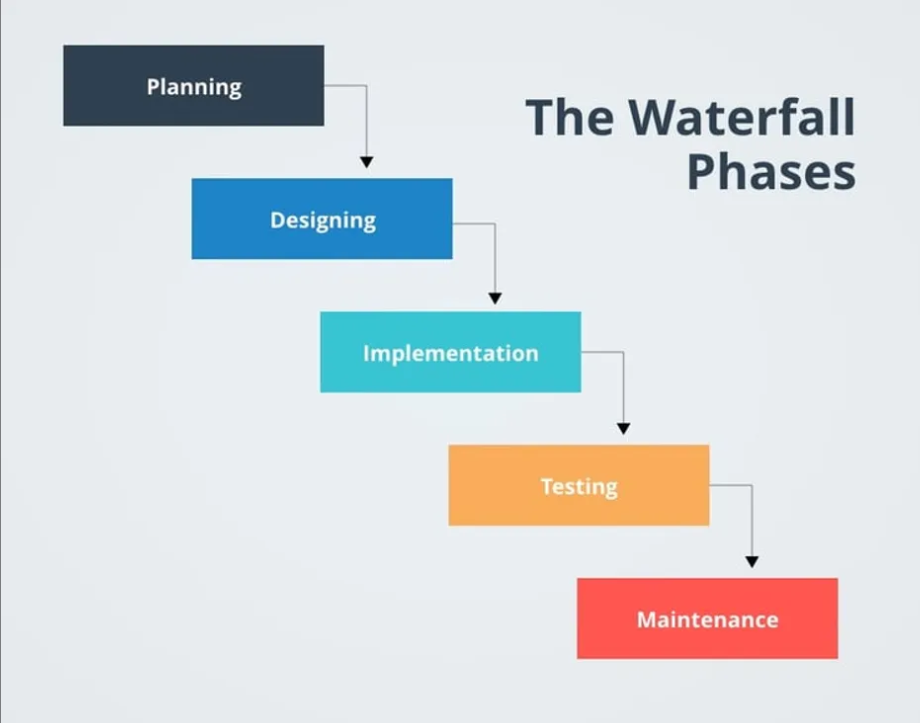 Planning
The Waterfall
Phases
Designing
Implementation
Testing
Maintenance